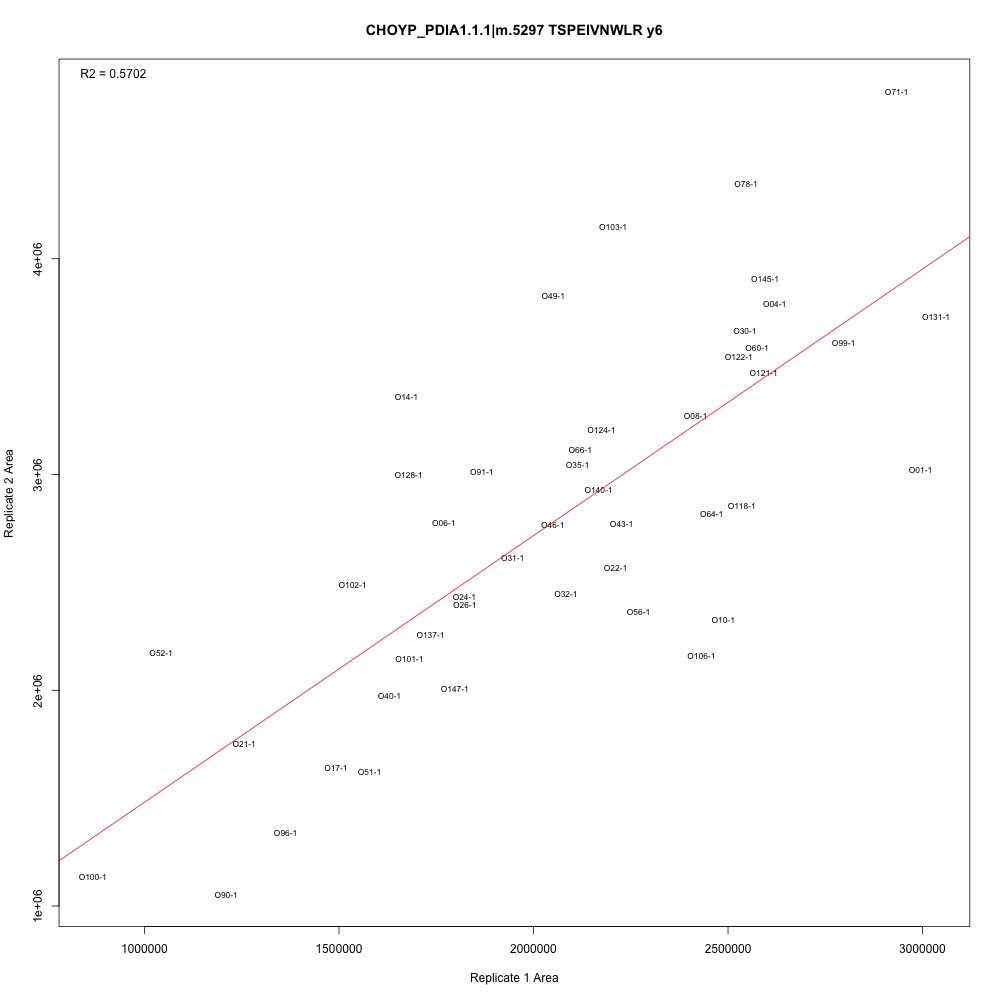 CHOYP_PDIA1.1.1|m.5297 TSPEIVNWLR y6
R2 = 0.5702
O71-1
O78-1
O103-1
4e+06
O145-1
O49-1
O04-1
O131-1
O30-1
O99-1
O60-1
O122-1
O121-1
O14-1
O08-1
O124-1
O66-1
O35-1
O01-1
O91-1
3e+06
O128-1
O140-1
O118-1
O64-1
O06-1
O46-1
O43-1
Replicate 2 Area
O31-1
O22-1
O102-1
O32-1
O24-1
O26-1
O56-1
O10-1
O137-1
O52-1
O106-1
O101-1
2e+06
O147-1
O40-1
O21-1
O17-1
O51-1
O96-1
O100-1
O90-1
1e+06
1000000 1500000 2000000 2500000 3000000
Replicate 1 Area